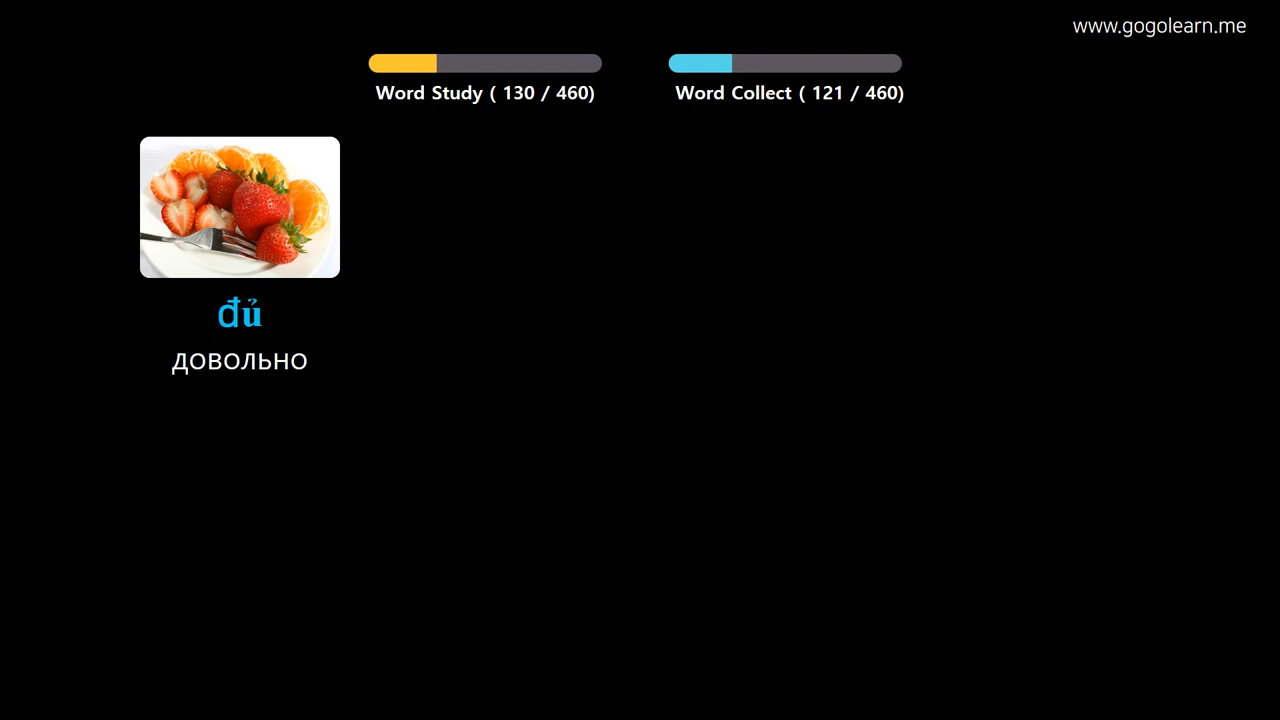 www.gogolearn.me
Word Study ( 130 / 460)
Word Collect ( 121 / 460)
đủ
довольно